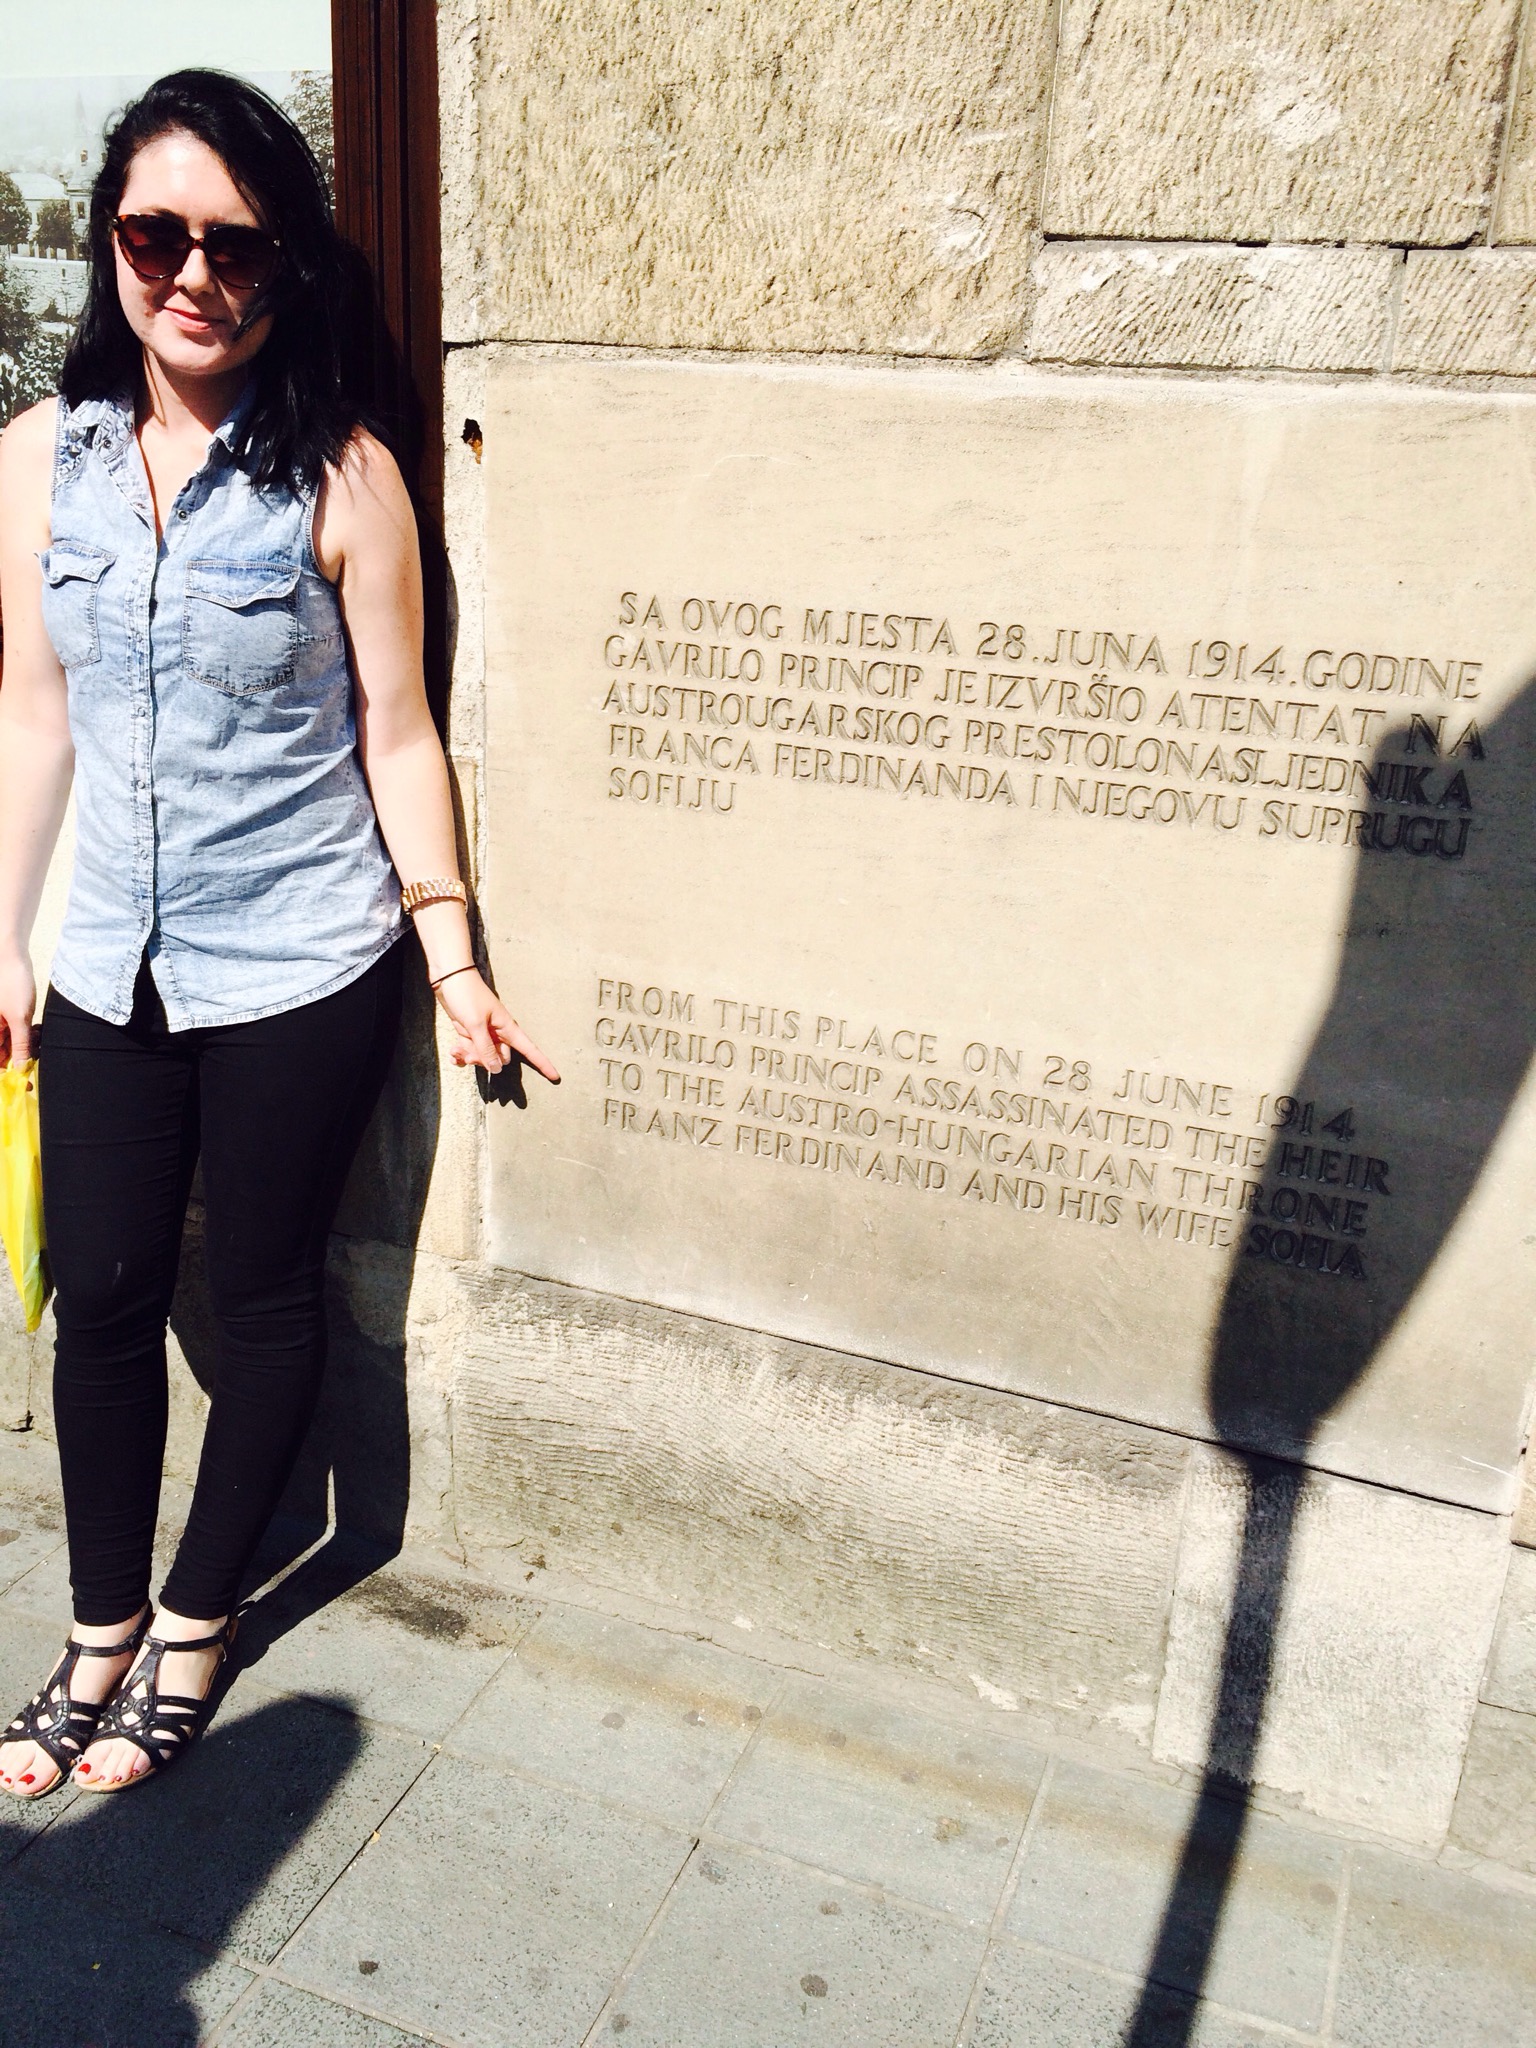 SA OVOG MJESTA 28. JUNA 1914. GODINE
GAVRILO PRINCIP JE IZVRŠIO ATENTAT NA
AUSTROUGARSKOG PRESTOLONASLJEDNIKA
FRANCA FERDINANDA I NJEGOVU SUPRUGU
SOFIJU
FROM THIS PLACE ON 28 JUNE 1914
GAVRILO PRINCIP ASSASSINATED THE HEIR
TO THE AUSTRO-HUNGARIAN THRONE
FRANZ FERDINAND AND HIS WIFE SOFIA